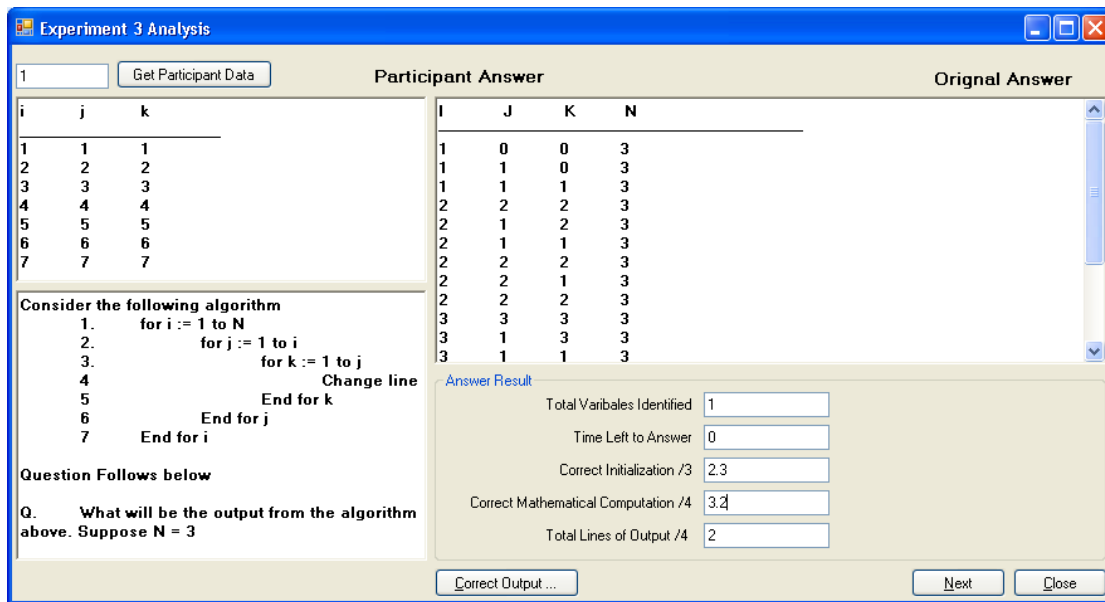 Experiment 3 Analysis
1 Get Participant Data Participant Answer Orignal Answer
i j k
1 1 1
2 2 2
3 3 3
4 4 4
5 5 5
6 6 6
7 7 7
I J K N
1 0 0 3
1 1 0 3
1 1 1 3
2 2 2 3
2 1 2 3
2 1 1 3
2 2 2 3
2 2 1 3
2 2 2 3
3 3 3 3
3 1 3 3
3 1 1 3
Consider the following algorithm
1. for i := 1 to N
2. for j := 1 to i
3. for k := 1 to j
4 Change line
5 End for k
6 End for j
7 End for i
Question Follows below
Q. What will be the output from the algorithm
above. Suppose N = 3
Answer Result
Total Varibales Identified 1
Time Left to Answer 0
Correct Initialization /3 2.3
Correct Mathematical Computation /4 3.2
Total Lines of Output /4 2
Correct Output ... Next Close